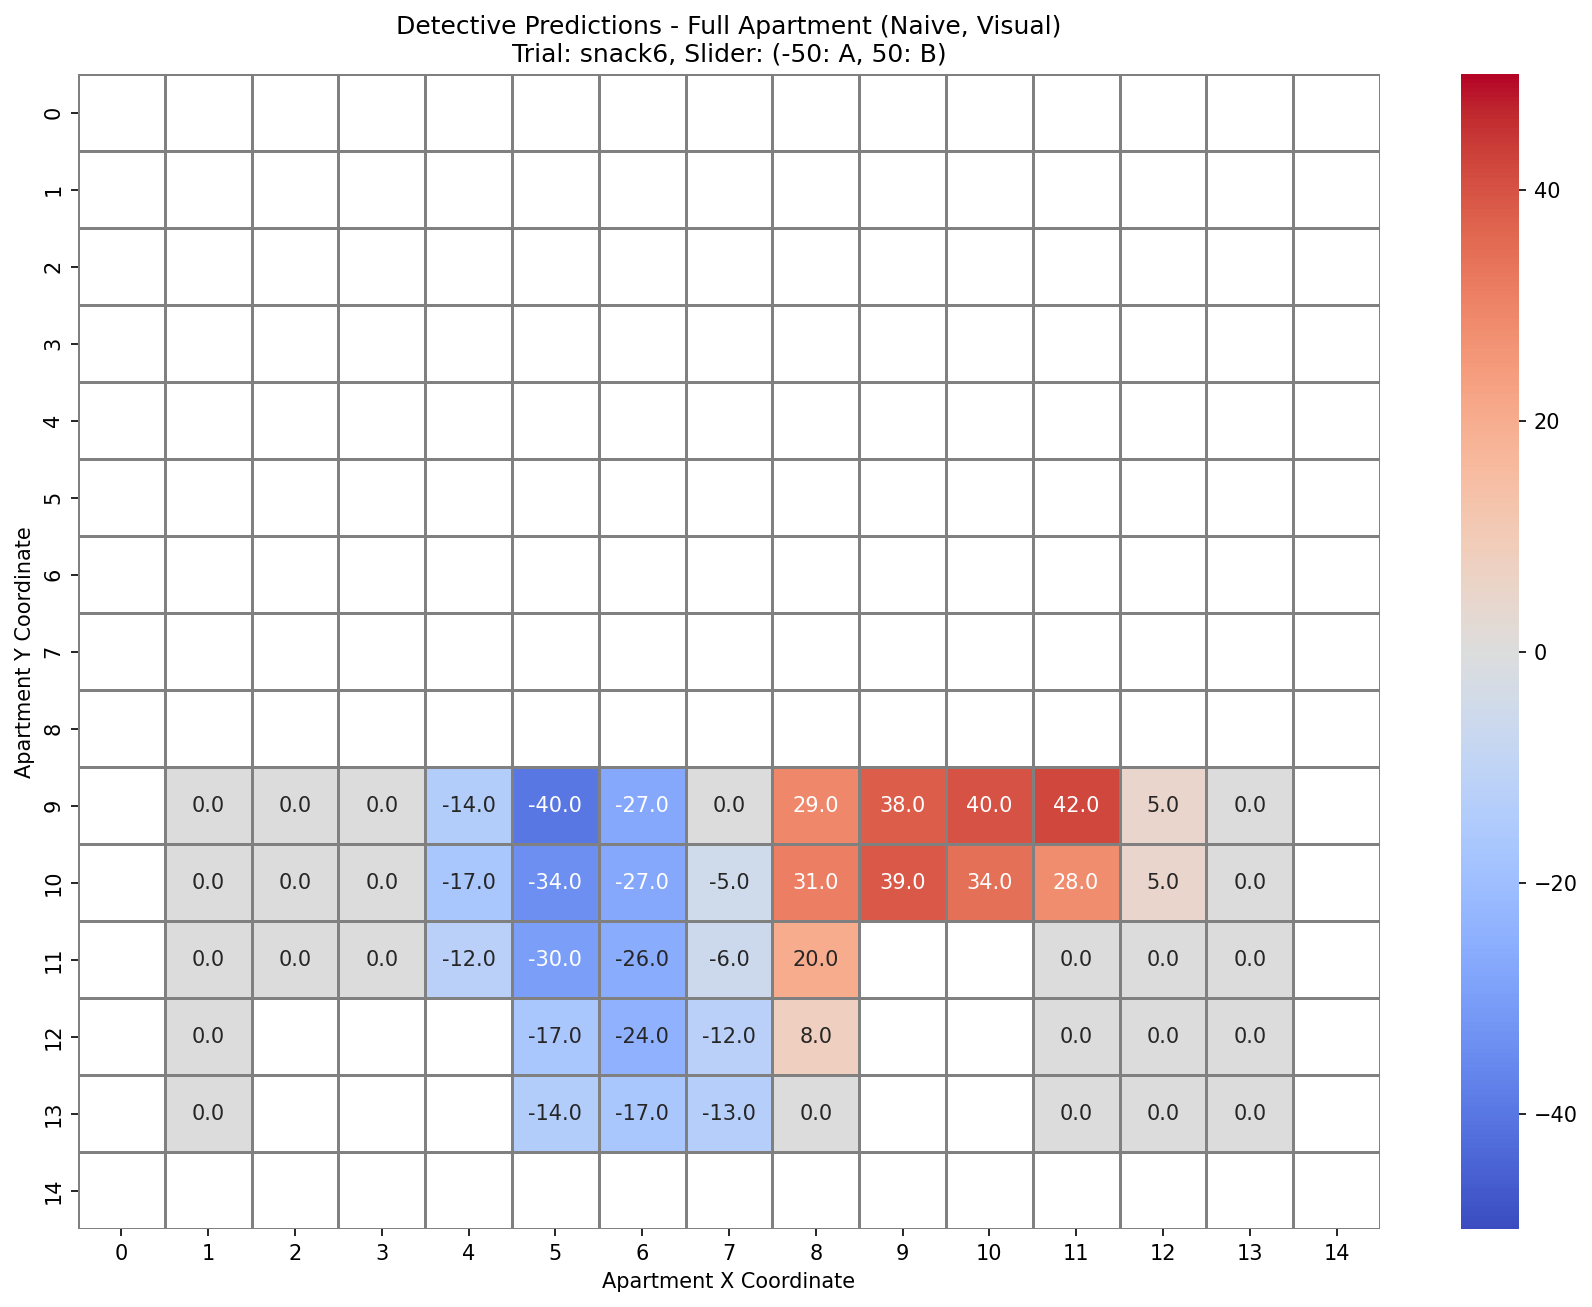 Detective Predictions - Full Apartment (Naive, Visual)
Trial: snack6, Slider: (-50: A, 50: B)
Apartment Y Coordinate
0
1
2
3
4
5
6
7
8
9 0.0 0.0 0.0 -14.0 -40.0 -27.0 0.0 29.0 38.0 40.0 42.0 5.0 0.0
10 0.0 0.0 0.0 -17.0 -34.0 -27.0 -5.0 31.0 39.0 34.0 28.0 5.0 0.0
11 0.0 0.0 0.0 -12.0 -30.0 -26.0 -6.0 20.0 0.0 0.0 0.0
12 0.0 -17.0 -24.0 -12.0 8.0 0.0 0.0 0.0
13 0.0 -14.0 -17.0 -13.0 0.0 0.0 0.0 0.0
14
0 1 2 3 4 5 6 7 8 9 10 11 12 13 14
Apartment X Coordinate
40
20
0
−20
−40